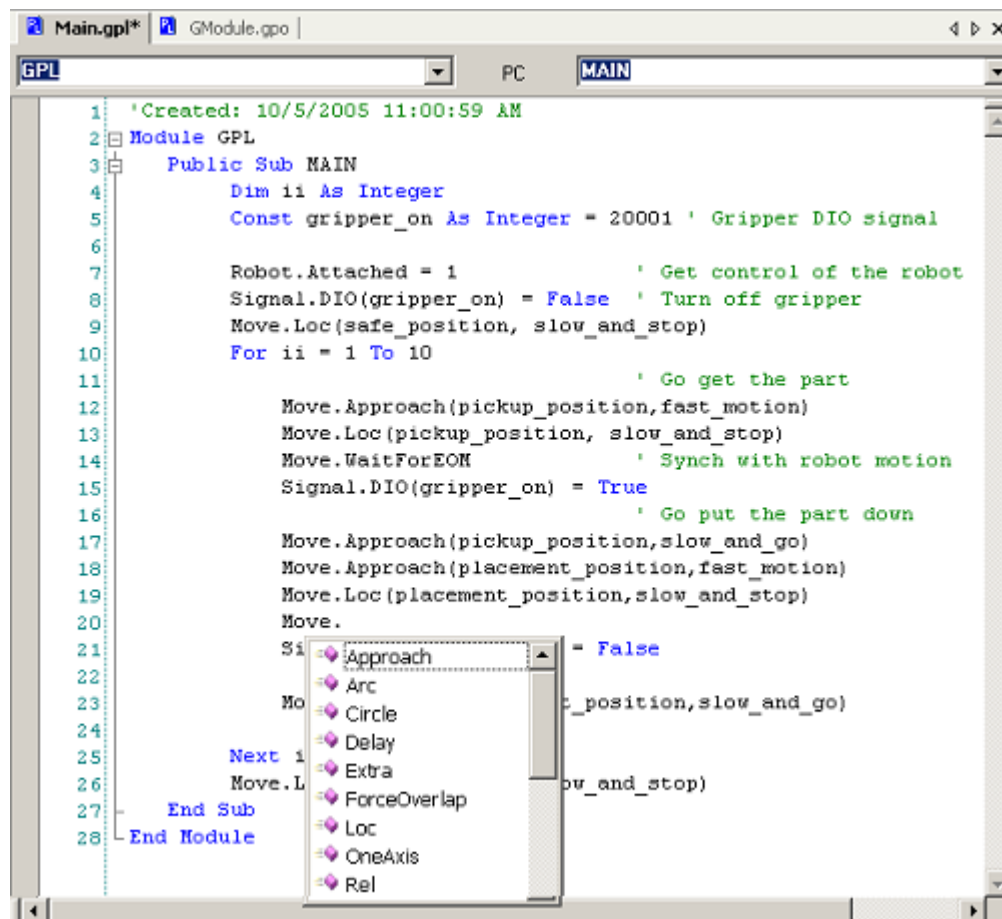 Main.gpl* GModule.gpo
GPL PC MAIN
1 'Created: 10/5/2005 11:00:59 AM
2 Module GPL
3 Public Sub MAIN
4 Dim ii As Integer
5 Const gripper_on As Integer = 20001 ' Gripper DIO signal
6
7 Robot.Attached = 1 ' Get control of the robot
8 Signal.DIO(gripper_on) = False ' Turn off gripper
9 Move.Loc(safe_position, slow_and_stop)
10 For ii = 1 To 10
11 ' Go get the part
12 Move.Approach(pickup_position,fast_motion)
13 Move.Loc(pickup_position, slow_and_stop)
14 Move.WaitForEOM ' Synch with robot motion
15 Signal.DIO(gripper_on) = True
16 ' Go put the part down
17 Move.Approach(pickup_position,slow_and_go)
18 Move.Approach(placement_position,fast_motion)
19 Move.Loc(placement_position,slow_and_stop)
20 Move.
21 Si = False
22
23 Mo t_position,slow_and_go)
24
25 Next i
26 Move.L ow_and_stop)
27 End Sub
28 End Module
Approach
Arc
Circle
Delay
Extra
ForceOverlap
Loc
OneAxis
Rel